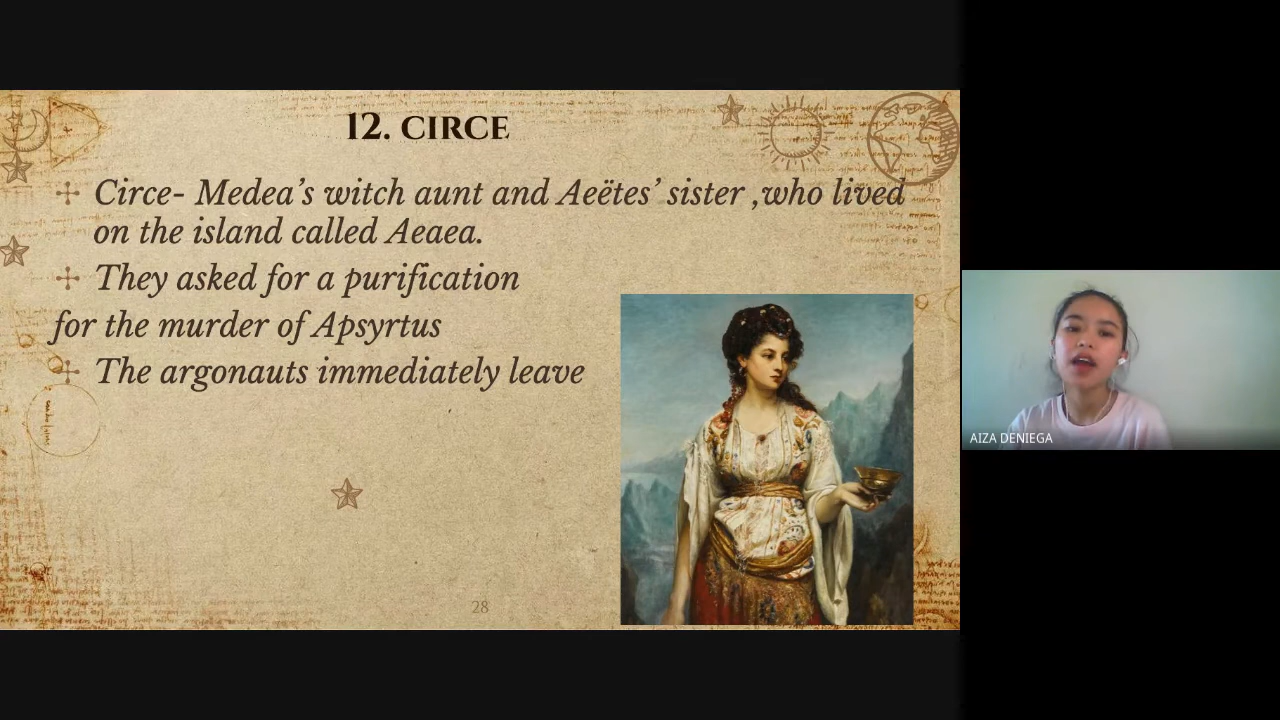 12. CIRCE
Circe- Medea's witch aunt and Aeëtes' sister ,who lived
on the island called Aeaea.
They asked for a purification
for the murder of Apsyrtus
The argonauts immediately leave
28
AIZA DENIEGA